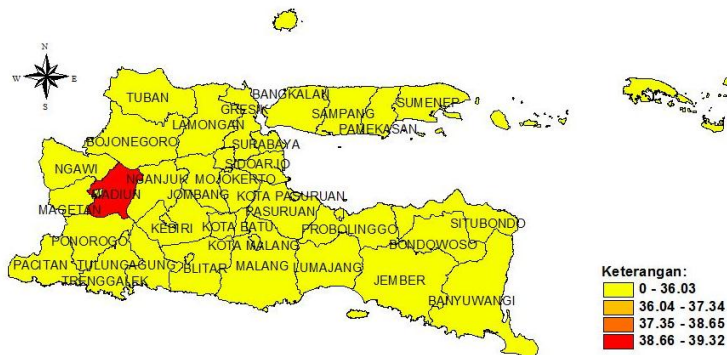 N
W E
S
BANGKALAN
TUBAN
GRESIK
SAMPANG
SUMENEP
LAMONGAN
PAMEKASAN
BOJONEGORO
SURABAYA
SIDOARJO
NGAWI
NGANJUK
MOJOKERTO
MADIUN
JOMBANG
KOTA PASURUAN
MAGETAN
PASURUAN
KEDIRI
KOTA BATU
PROBOLINGGO
SITUBONDO
PONOROGO
KOTA MALANG
BONDOWOSO
PACITAN
TULUNGAGUNG
BLITAR
MALANG
LUMAJANG
TRENGGALEK
JEMBER
BANYUWANGI
Keterangan:
0 - 36.03
36.04 - 37.34
37.35 - 38.65
38.66 - 39.32